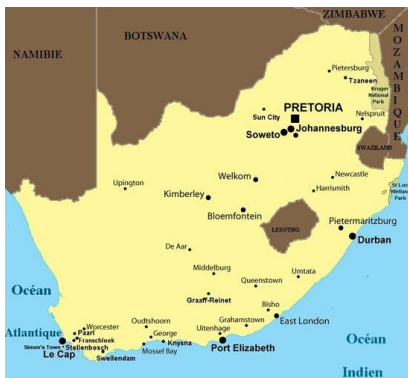 ZIMBABWE
BOTSWANA
NAMIBIE
MOZAMBIQUE
Pietersburg
Tzaneen
Kruger
National
Park
Sun City
PRETORIA
Nelspruit
Johannesburg
Soweto
SWAZILAND
Welkom
Newcastle
Harrismith
Upington
Kimberley
St Luc
Wetlan
Park
Bloemfontein
LESOTHO
Pietermaritzburg
Durban
De Aar
Middelburg
Umtata
Queenstown
Graaff-Reinet
Bisho
East London
Océan
Atlantique
Worcester
Oudtshoorn
Grahamstown
Paarl
Franschloek
George
Uitenhage
Simon's Town
Stellenbosch
Knysna
Le Cap
Mossel Bay
Port Elizabeth
Swellendam
Océan
Indien